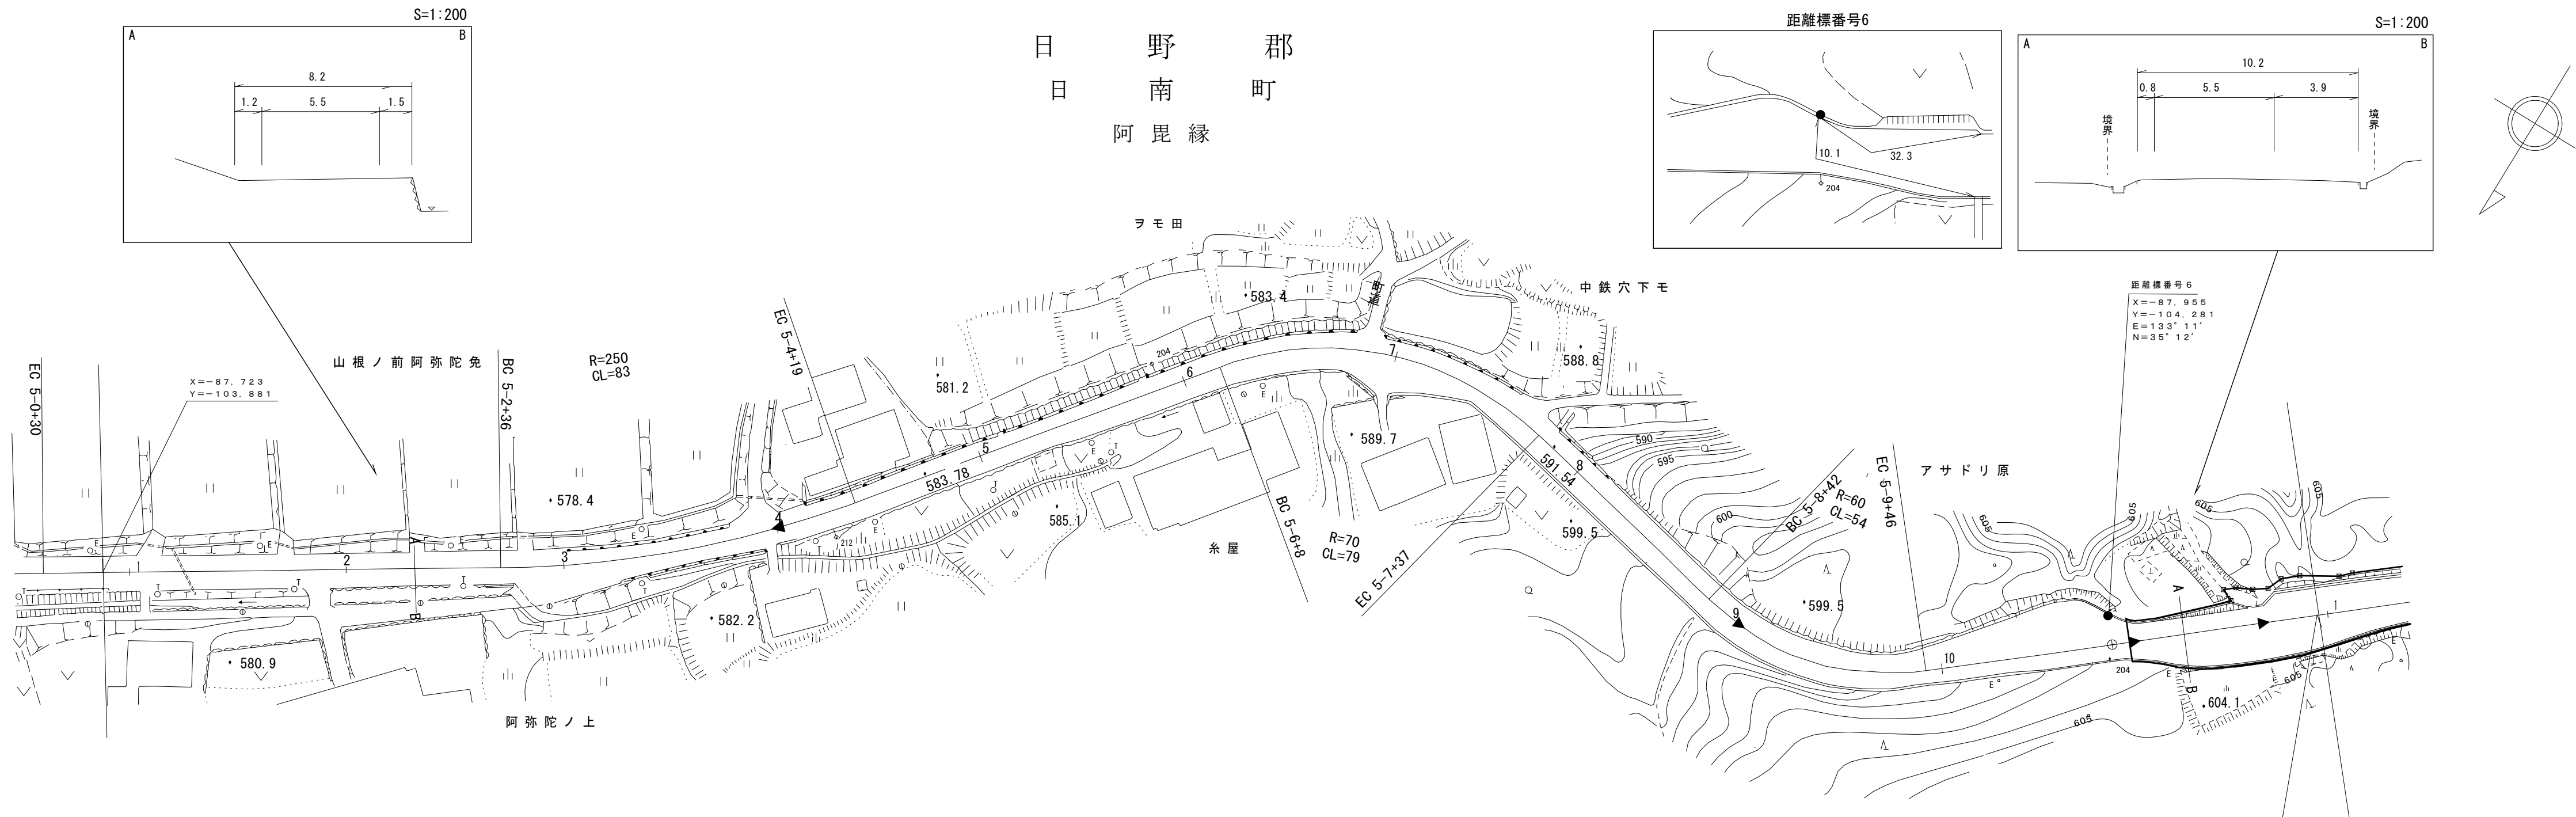 S=1:200
A
B
8.2
1.2
5.5
1.5
日野郡
日南町
阿毘縁
距離標番号6
10.1
32.3
204
S=1:200
A
B
10.2
0.8
5.5
3.9
境界
境界
ヲモ田
中鉄穴下モ
町道
距離標番号6
X=-87.955
Y=-104.281
E=133°11′
N=35°12′
EC 5-0+30
X=-87.723
Y=-103.881
山根ノ前阿弥陀免
BC 5-2+36
R=250
CL=83
EC 5-4+19
581.2
204
583.4
588.8
578.4
583.78
585.1
589.7
591.54
599.5
590
595
600
599.5
BC 5-6+8
R=70
CL=79
糸屋
EC 5-7+37
BC 5-8+42
R=60
CL=54
EC 5-9+46
アサドリ原
605
605
605
605
605
605
1
2
3
4
5
6
7
8
9
10
1
A
B
A
B
212
204
580.9
582.2
604.1
阿弥陀ノ上
E
E
E
E
E
E
E
E
E
E
T
T
T
T
T
T
T
T